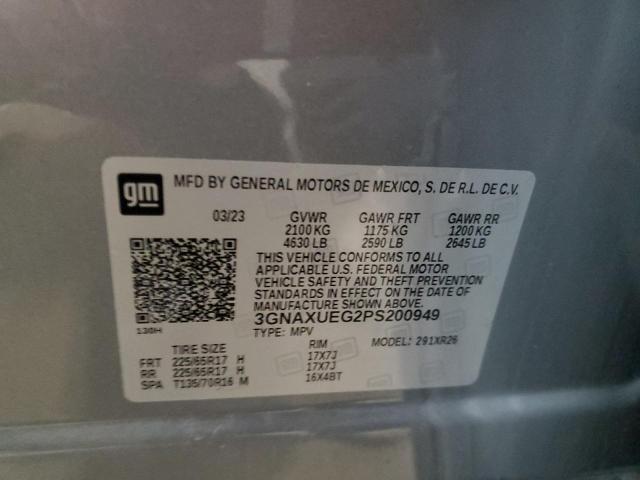 gm
MFD BY GENERAL MOTORS DE MEXICO, S. DE R.L. DE C.V.
03/23 GVWR GAWR FRT GAWR RR
2100 KG 1175 KG 1200 KG
4630 LB 2590 LB 2645 LB
THIS VEHICLE CONFORMS TO ALL
APPLICABLE U.S. FEDERAL MOTOR
VEHICLE SAFETY AND THEFT PREVENTION
STANDARDS IN EFFECT ON THE DATE OF
MANUFACTURE SHOWN ABOVE.
3GNAXUEG2PS200949
130H
TYPE: MPV MODEL: 291XR26
TIRE SIZE RIM
FRT 225/65R17 H 17X7J
RR 225/65R17 H 17X7J
SPA T135/70R16 M 16X4BT